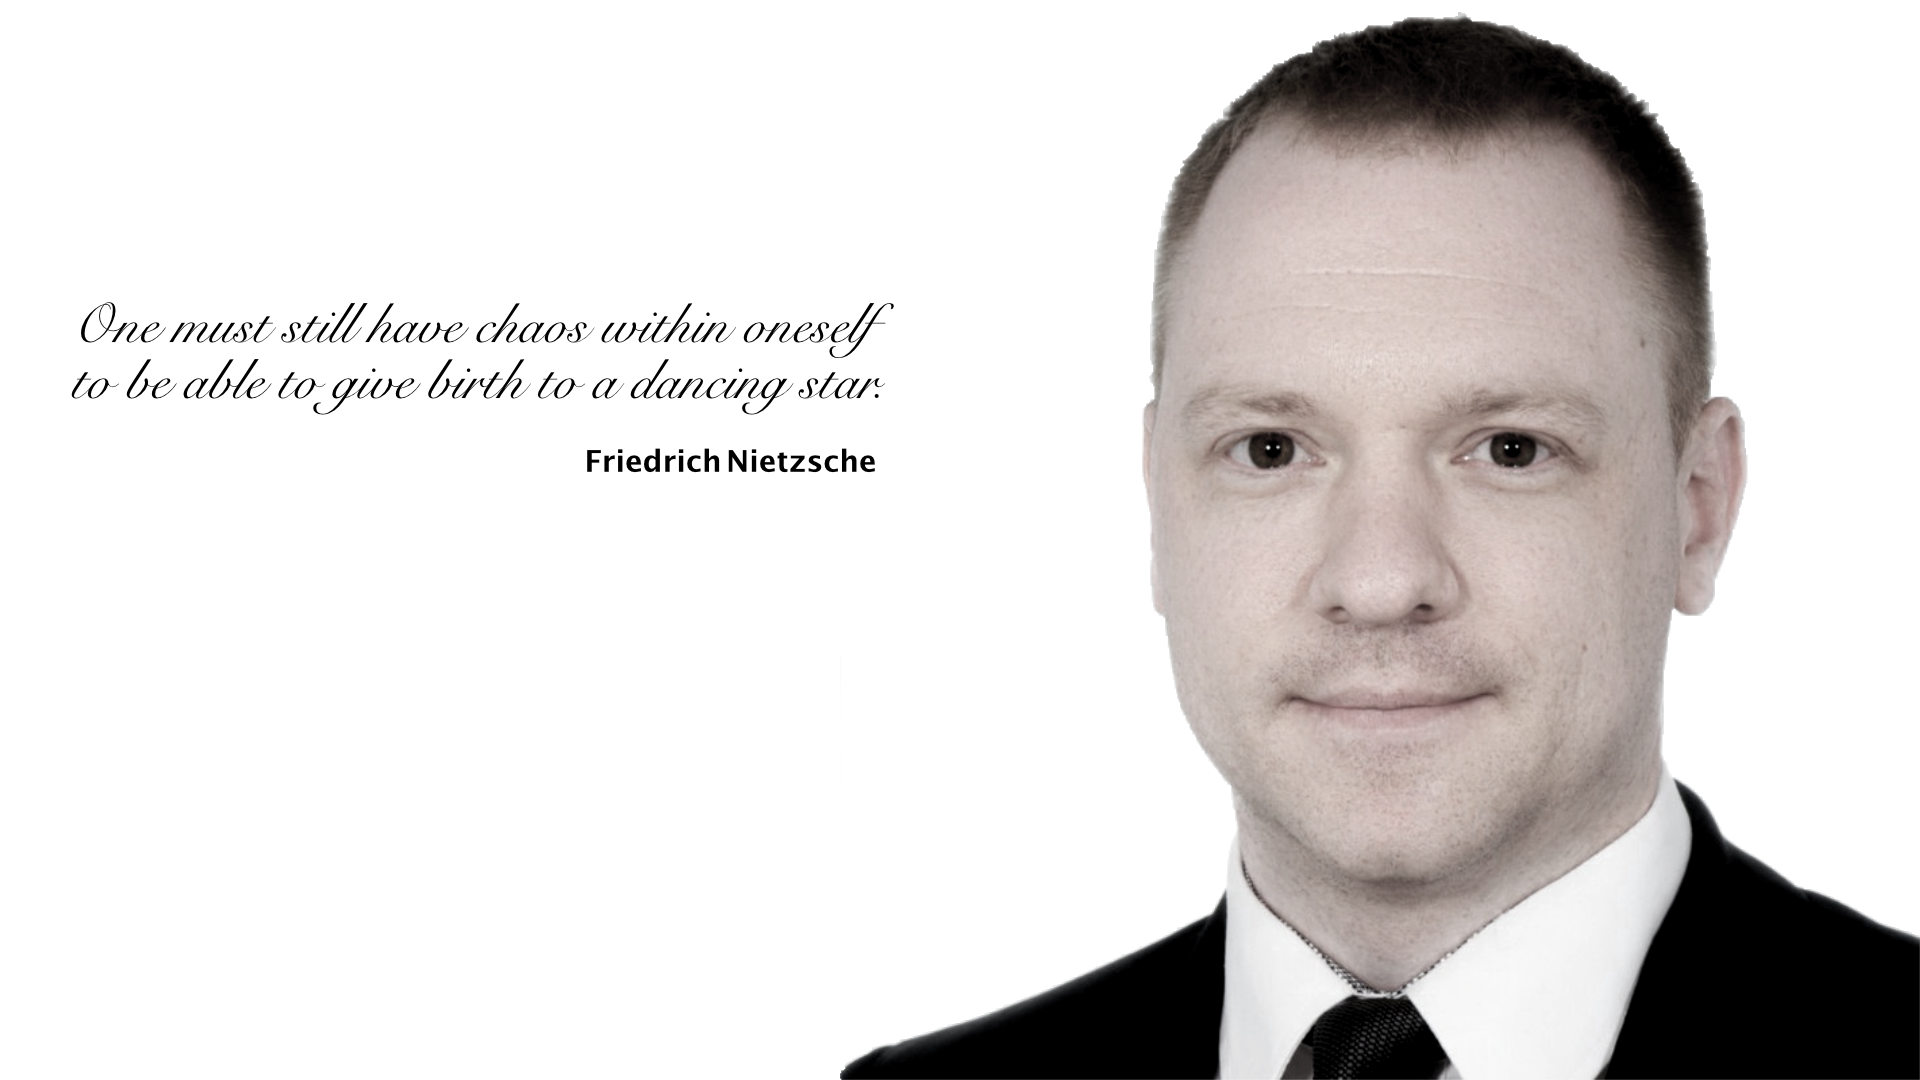 One must still have chaos within oneself
to be able to give birth to a dancing star.
Friedrich Nietzsche